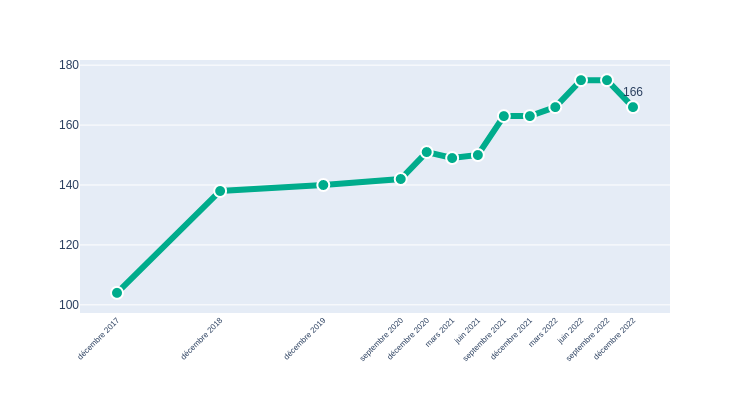 180
160
140
120
100
166
décembre 2017
décembre 2018
décembre 2019
septembre 2020
décembre 2020
mars 2021
juin 2021
septembre 2021
décembre 2021
mars 2022
juin 2022
septembre 2022
décembre 2022